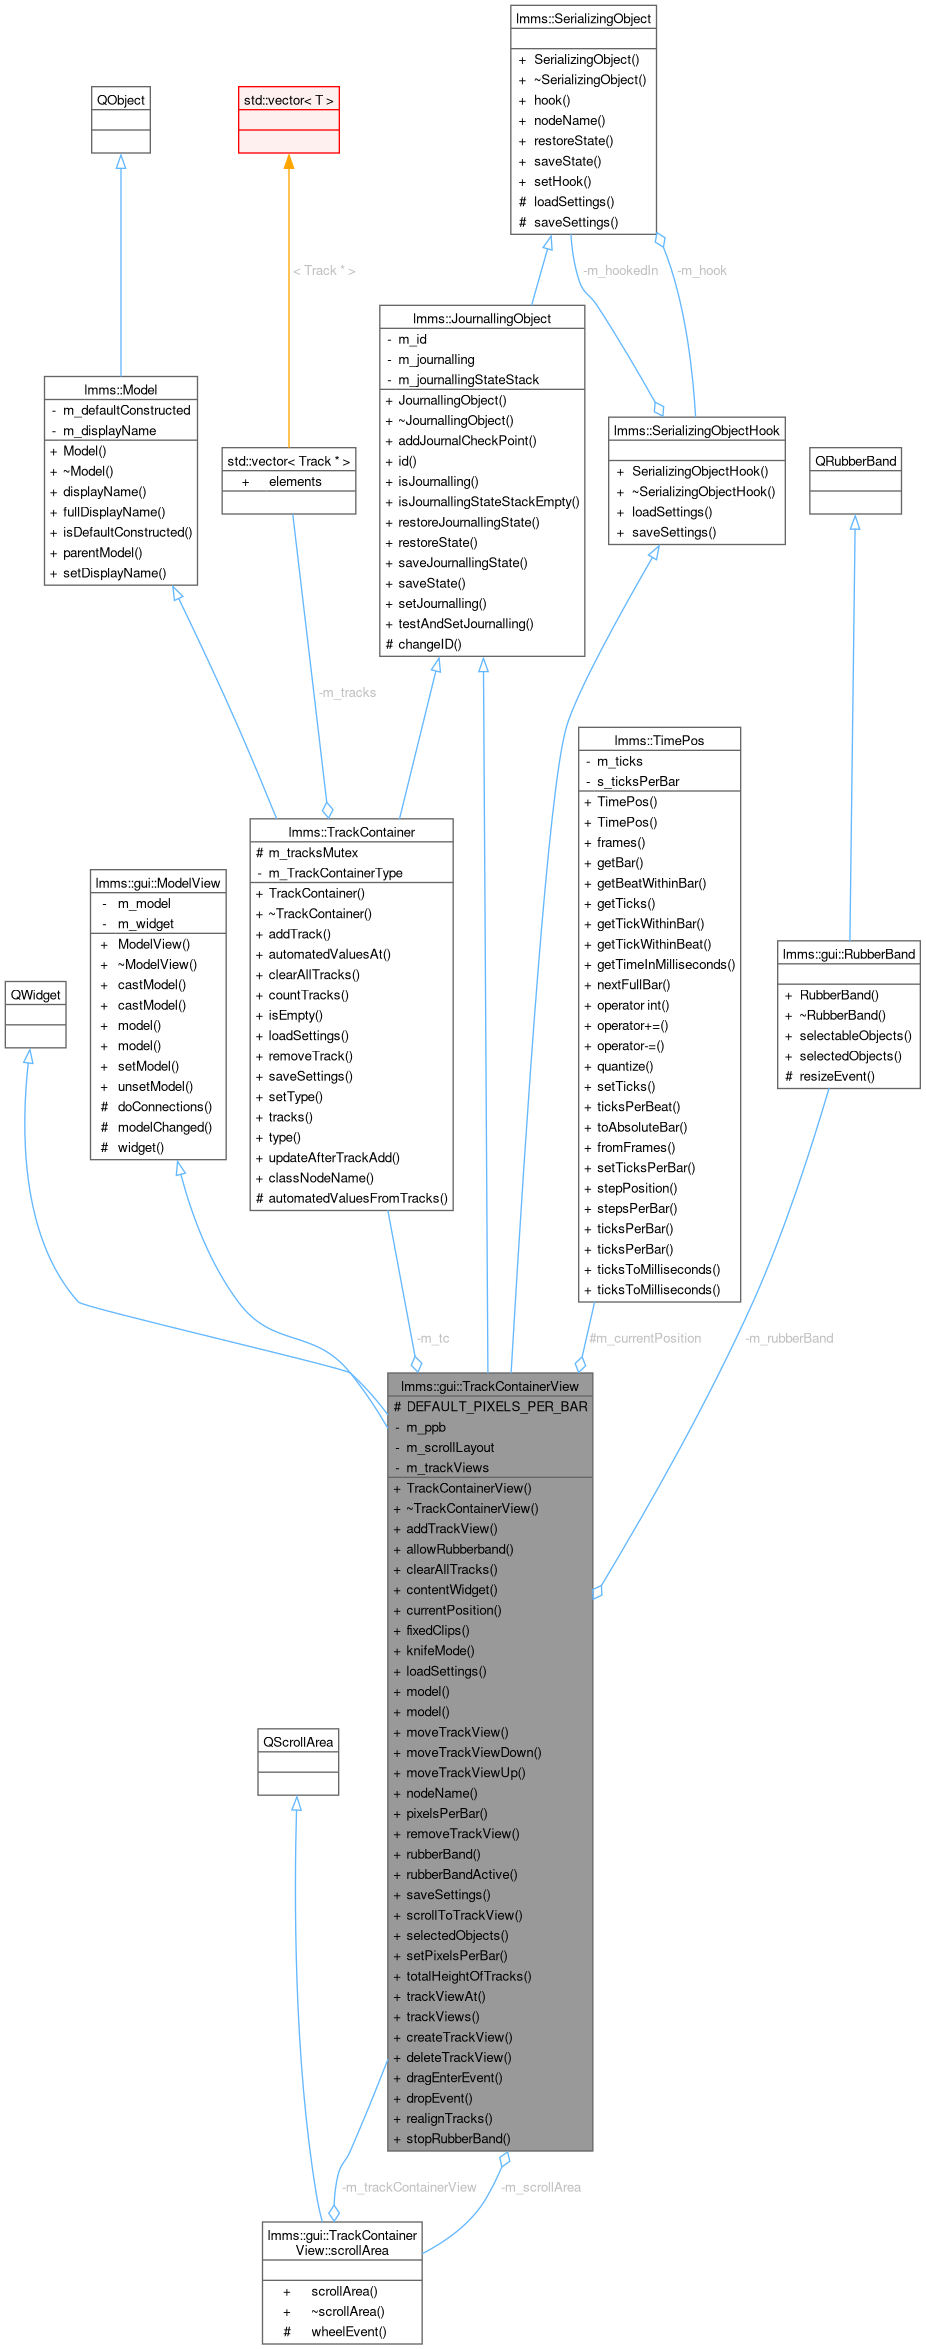 lmms::SerializingObject
+ SerializingObject()
+ ~SerializingObject()
+ hook()
+ nodeName()
+ restoreState()
+ saveState()
+ setHook()
# loadSettings()
# saveSettings()
QObject
std::vector< T >
< Track * >
-m_hookedIn
-m_hook
lmms::JournallingObject
- m_id
- m_journalling
- m_journallingStateStack
+ JournallingObject()
+ ~JournallingObject()
+ addJournalCheckPoint()
+ id()
+ isJournalling()
+ isJournallingStateStackEmpty()
+ restoreJournallingState()
+ restoreState()
+ saveJournallingState()
+ saveState()
+ setJournalling()
+ testAndSetJournalling()
# changeID()
lmms::Model
- m_defaultConstructed
- m_displayName
+ Model()
+ ~Model()
+ displayName()
+ fullDisplayName()
+ isDefaultConstructed()
+ parentModel()
+ setDisplayName()
std::vector< Track * >
+ elements
lmms::SerializingObjectHook
+ SerializingObjectHook()
+ ~SerializingObjectHook()
+ loadSettings()
+ saveSettings()
QRubberBand
-m_tracks
lmms::TimePos
- m_ticks
- s_ticksPerBar
+ TimePos()
+ TimePos()
+ frames()
+ getBar()
+ getBeatWithinBar()
+ getTicks()
+ getTickWithinBar()
+ getTickWithinBeat()
+ getTimeInMilliseconds()
+ nextFullBar()
+ operator int()
+ operator+=()
+ operator-=()
+ quantize()
+ setTicks()
+ ticksPerBeat()
+ toAbsoluteBar()
+ fromFrames()
+ setTicksPerBar()
+ stepPosition()
+ stepsPerBar()
+ ticksPerBar()
+ ticksPerBar()
+ ticksToMilliseconds()
+ ticksToMilliseconds()
lmms::TrackContainer
# m_tracksMutex
- m_TrackContainerType
+ TrackContainer()
+ ~TrackContainer()
+ addTrack()
+ automatedValuesAt()
+ clearAllTracks()
+ countTracks()
+ isEmpty()
+ loadSettings()
+ removeTrack()
+ saveSettings()
+ setType()
+ tracks()
+ type()
+ updateAfterTrackAdd()
+ classNodeName()
# automatedValuesFromTracks()
lmms::gui::ModelView
- m_model
- m_widget
+ ModelView()
+ ~ModelView()
+ castModel()
+ castModel()
+ model()
+ model()
+ setModel()
+ unsetModel()
# doConnections()
# modelChanged()
# widget()
lmms::gui::RubberBand
+ RubberBand()
+ ~RubberBand()
+ selectableObjects()
+ selectedObjects()
# resizeEvent()
QWidget
-m_tc
#m_currentPosition
-m_rubberBand
lmms::gui::TrackContainerView
# DEFAULT_PIXELS_PER_BAR
- m_ppb
- m_scrollLayout
- m_trackViews
+ TrackContainerView()
+ ~TrackContainerView()
+ addTrackView()
+ allowRubberband()
+ clearAllTracks()
+ contentWidget()
+ currentPosition()
+ fixedClips()
+ knifeMode()
+ loadSettings()
+ model()
+ model()
+ moveTrackView()
+ moveTrackViewDown()
+ moveTrackViewUp()
+ nodeName()
+ pixelsPerBar()
+ removeTrackView()
+ rubberBand()
+ rubberBandActive()
+ saveSettings()
+ scrollToTrackView()
+ selectedObjects()
+ setPixelsPerBar()
+ totalHeightOfTracks()
+ trackViewAt()
+ trackViews()
+ createTrackView()
+ deleteTrackView()
+ dragEnterEvent()
+ dropEvent()
+ realignTracks()
+ stopRubberBand()
QScrollArea
-m_trackContainerView
-m_scrollArea
lmms::gui::TrackContainer
View::scrollArea
+ scrollArea()
+ ~scrollArea()
# wheelEvent()